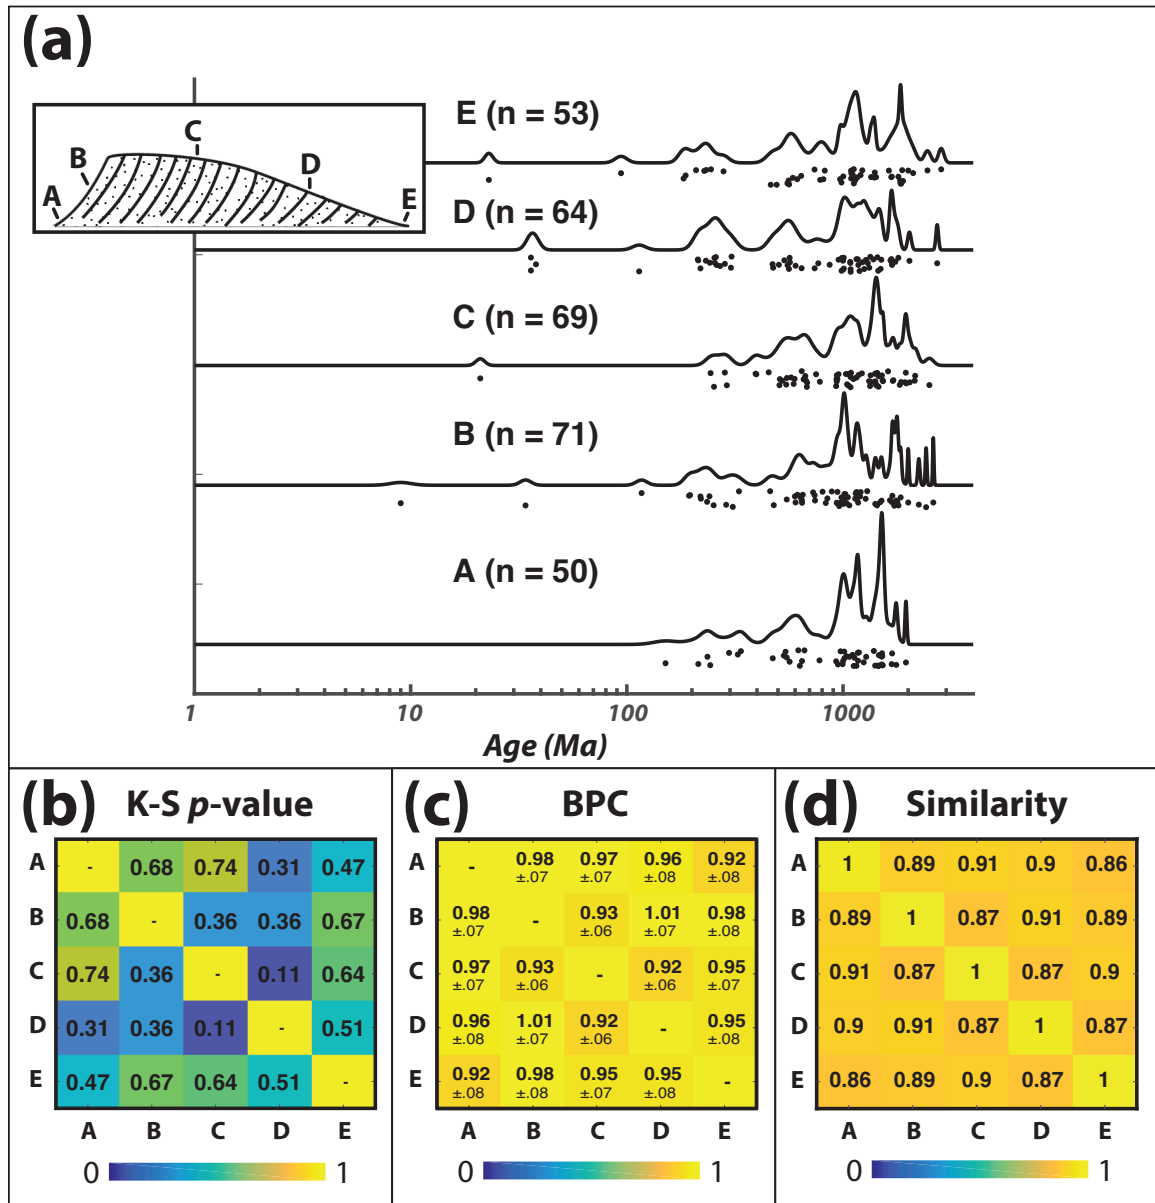 (a)
E (n = 53)
C
B
D
A
E
D (n = 64)
C (n = 69)
B (n = 71)
A (n = 50)
1 10 100 1000
Age (Ma)
(b) K-S p-value
A - 0.68 0.74 0.31 0.47
B 0.68 - 0.36 0.36 0.67
C 0.74 0.36 - 0.11 0.64
D 0.31 0.36 0.11 - 0.51
E 0.47 0.67 0.64 0.51 -
A B C D E
0 1
(c) BPC
A - 0.98 0.97 0.96 0.92
±.07 ±.07 ±.08 ±.08
B 0.98 - 0.93 1.01 0.98
±.07 ±.06 ±.07 ±.08
C 0.97 0.93 - 0.92 0.95
±.07 ±.06 ±.06 ±.07
D 0.96 1.01 0.92 - 0.95
±.08 ±.07 ±.06 ±.08
E 0.92 0.98 0.95 0.95 -
±.08 ±.08 ±.07 ±.08
A B C D E
0 1
(d) Similarity
A 1 0.89 0.91 0.9 0.86
B 0.89 1 0.87 0.91 0.89
C 0.91 0.87 1 0.87 0.9
D 0.9 0.91 0.87 1 0.87
E 0.86 0.89 0.9 0.87 1
A B C D E
0 1